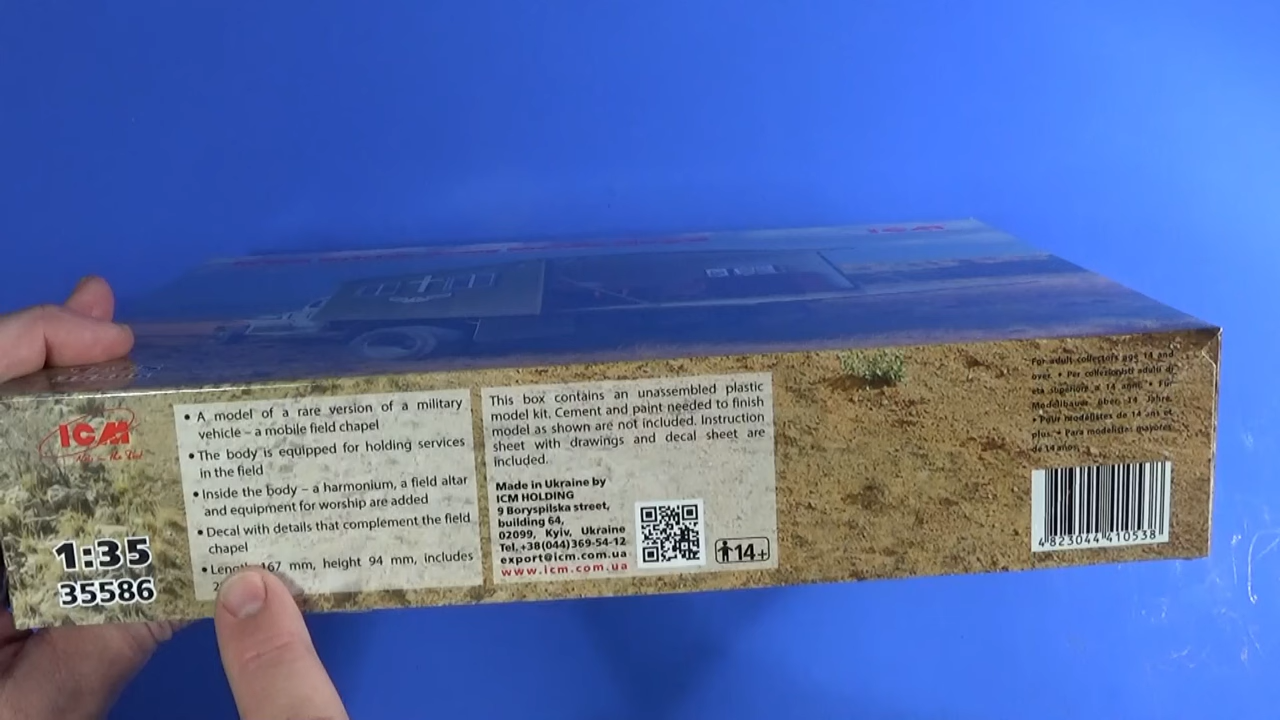 ICM
ICM
1:35
35586
• A model of a rare version of a military
vehicle – a mobile field chapel
• The body is equipped for holding services
in the field
• Inside the body – a harmonium, a field altar
and equipment for worship are added
• Decal with details that complement the field
chapel
• Length 167 mm, height 94 mm, includes
This box contains an unassembled plastic
model kit. Cement and paint needed to finish
model as shown are not included. Instruction
sheet with drawings and decal sheet are
included.
Made in Ukraine by
ICM HOLDING
9 Boryspilska street,
building 64,
02099, Kyiv, Ukraine
Tel.+38(044)369-54-12
export@icm.com.ua
www.icm.com.ua
14+
For adult collectors age 14 and
over. • Per collezionisti adulti di
età superiore a 14 anni. • Für
Modellbauer über 14 Jahre.
• Pour modélistes de 14 ans et
plus. • Para modelistas mayores
de 14 años.
4823044410538